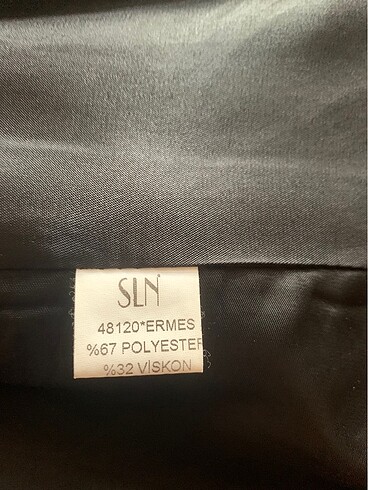 SLN
48120*ERMES
%67 POLYESTER
%32 VİSKON